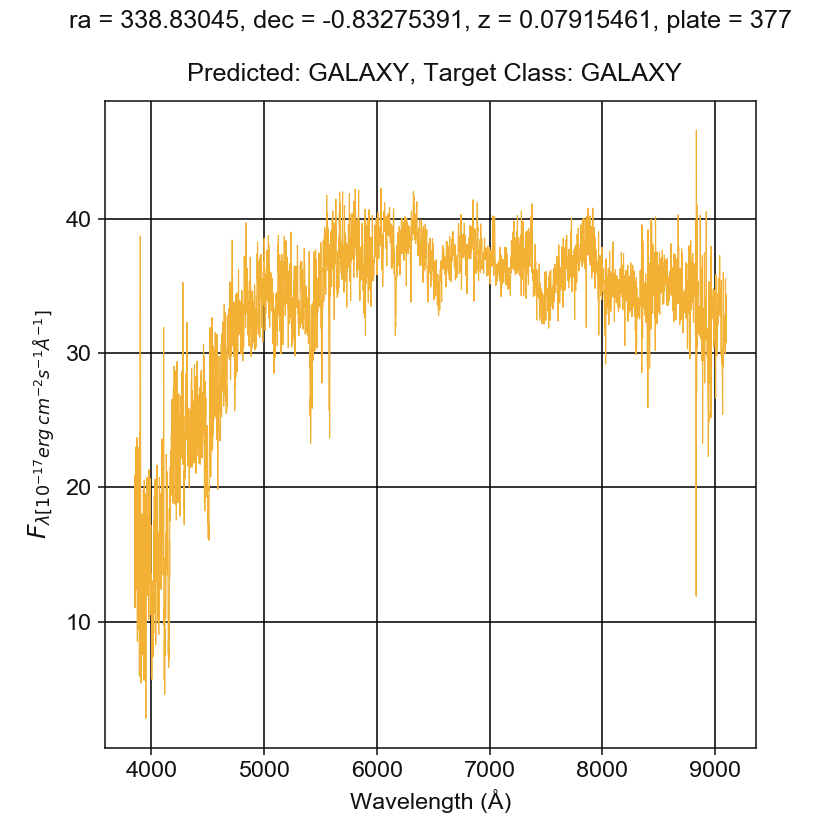 ra = 338.83045, dec = -0.83275391, z = 0.07915461, plate = 377
Predicted: GALAXY, Target Class: GALAXY
40
30
20
10
F_{λ[10^{−17}erg cm^{−2}s^{−1}Å^{−1}]}
4000 5000 6000 7000 8000 9000
Wavelength (Å)